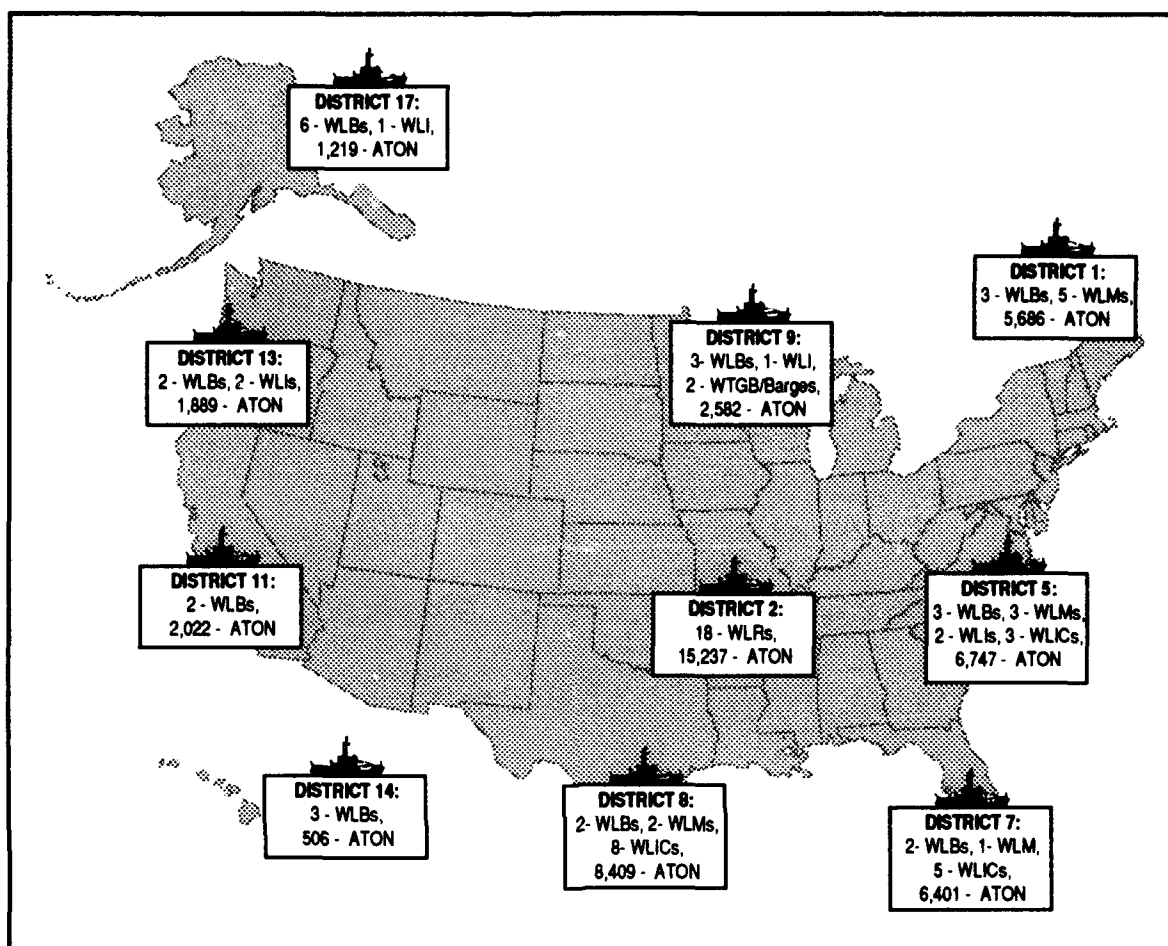 DISTRICT 17:
6 - WLBs, 1 - WLI,
1,219 - ATON
DISTRICT 1:
3 - WLBs, 5 - WLMs,
5,686 - ATON
DISTRICT 13:
2 - WLBs, 2 - WLIs,
1,889 - ATON
DISTRICT 9:
3- WLBs, 1- WLI,
2 - WTGB/Barges,
2,582 - ATON
DISTRICT 11:
2 - WLBs,
2,022 - ATON
DISTRICT 2:
18 - WLRs,
15,237 - ATON
DISTRICT 5:
3 - WLBs, 3 - WLMs,
2 - WLIs, 3 - WLICs,
6,747 - ATON
DISTRICT 14:
3 - WLBs,
506 - ATON
DISTRICT 8:
2- WLBs, 2- WLMs,
8- WLICs,
8,409 - ATON
DISTRICT 7:
2- WLBs, 1- WLM,
5 - WLICs,
6,401 - ATON